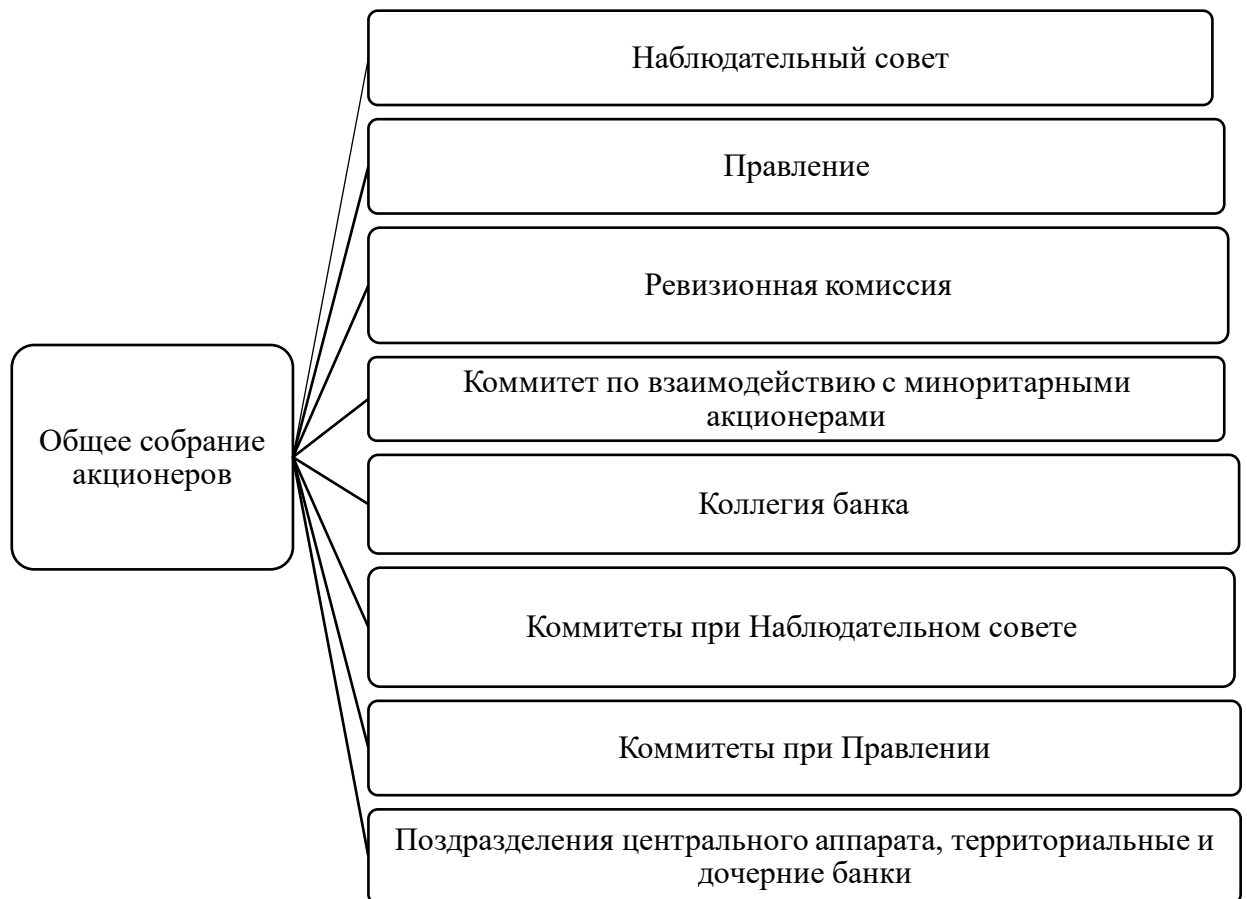 Наблюдательный совет
Правление
Ревизионная комиссия
Коммитет по взаимодействию с миноритарными
акционерами
Общее собрание
акционеров
Коллегия банка
Коммитеты при Наблюдательном совете
Коммитеты при Правлении
Поздразделения центрального аппарата, территориальные и
дочерние банки